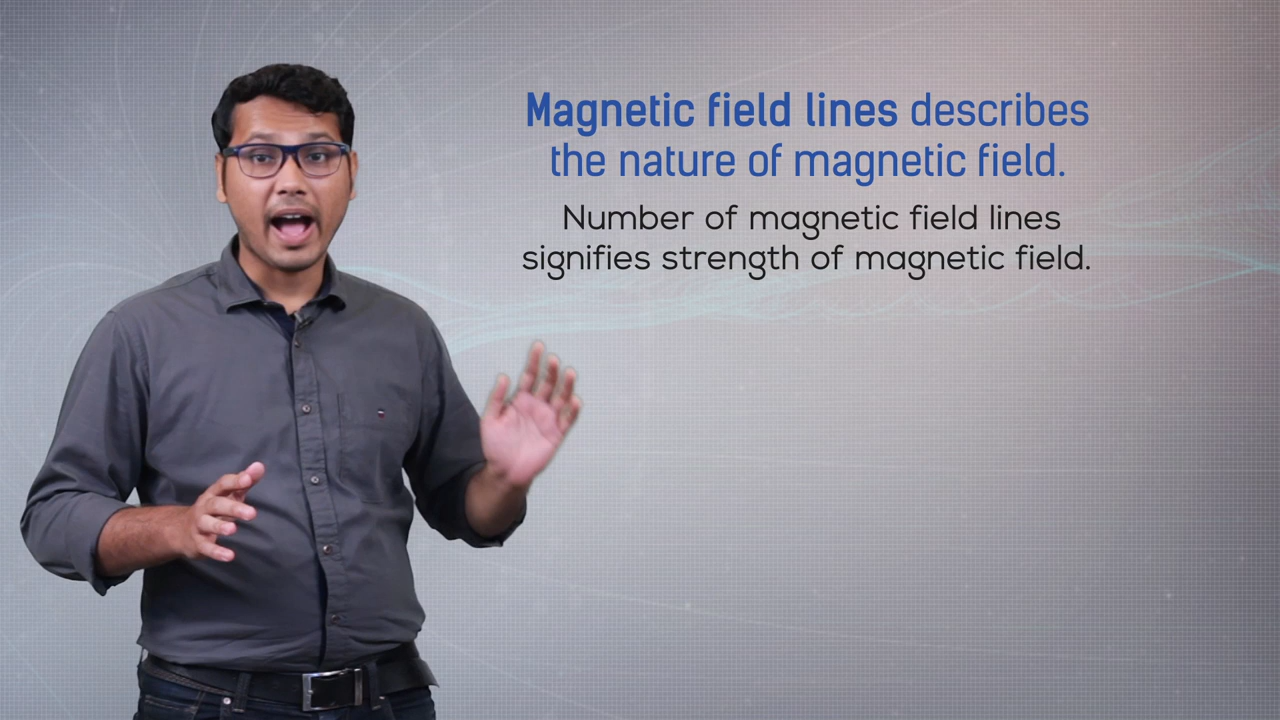 Magnetic field lines describes
the nature of magnetic field.
Number of magnetic field lines
signifies strength of magnetic field.